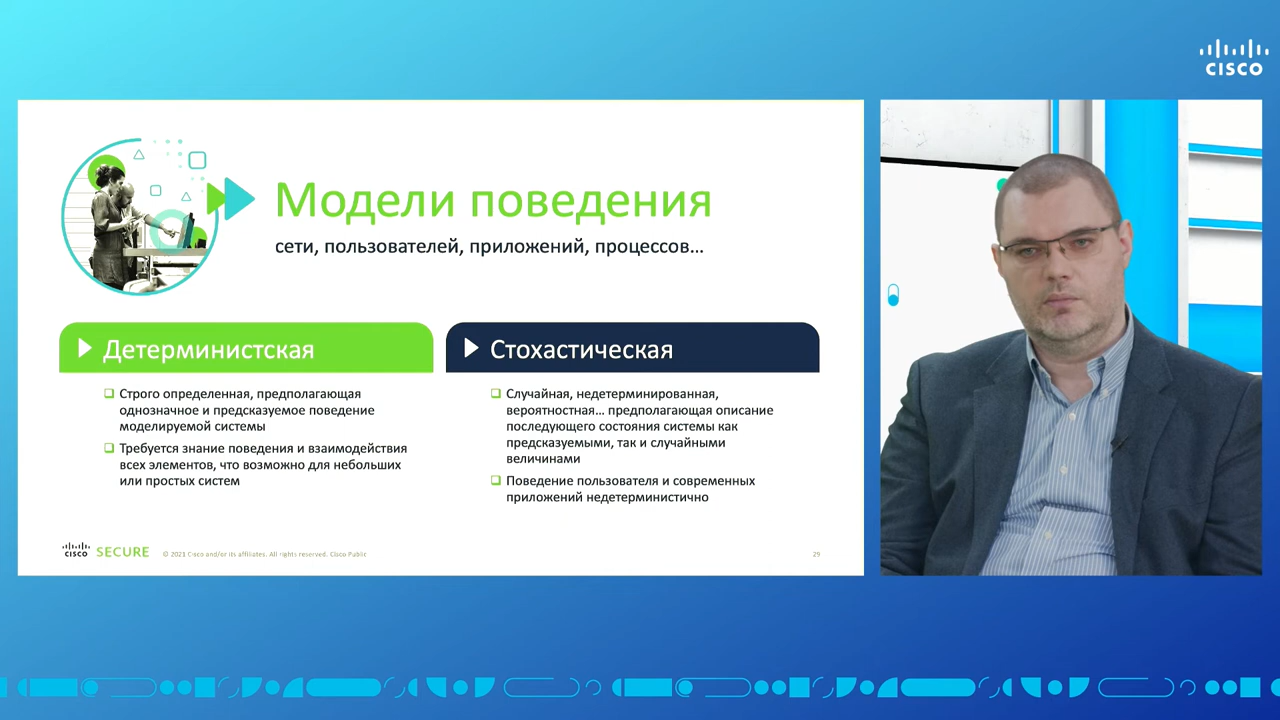 CISCO
Модели поведения
сети, пользователей, приложений, процессов...
Детерминистская
Строго определенная, предполагающая
однозначное и предсказуемое поведение
моделируемой системы
Требуется знание поведения и взаимодействия
всех элементов, что возможно для небольших
или простых систем
Стохастическая
Случайная, недетерминированная,
вероятностная... предполагающая описание
последующего состояния системы как
предсказуемыми, так и случайными
величинами
Поведение пользователя и современных
приложений недетерминистично
CISCO SECURE © 2021 Cisco and/or its affiliates. All rights reserved. Cisco Public 29